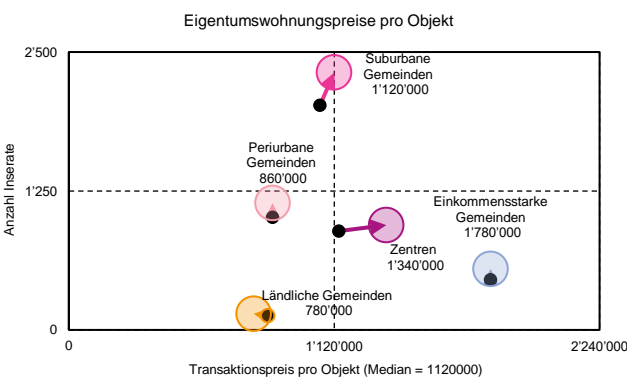 Eigentumswohnungspreise pro Objekt
2'500
Suburbane
Gemeinden
1'120'000
Periurbane
Gemeinden
860'000
Anzahl Inserate
1'250
Einkommensstarke
Gemeinden
1'780'000
Zentren
1'340'000
Ländliche Gemeinden
780'000
0
0
1'120'000
2'240'000
Transaktionspreis pro Objekt (Median = 1120000)